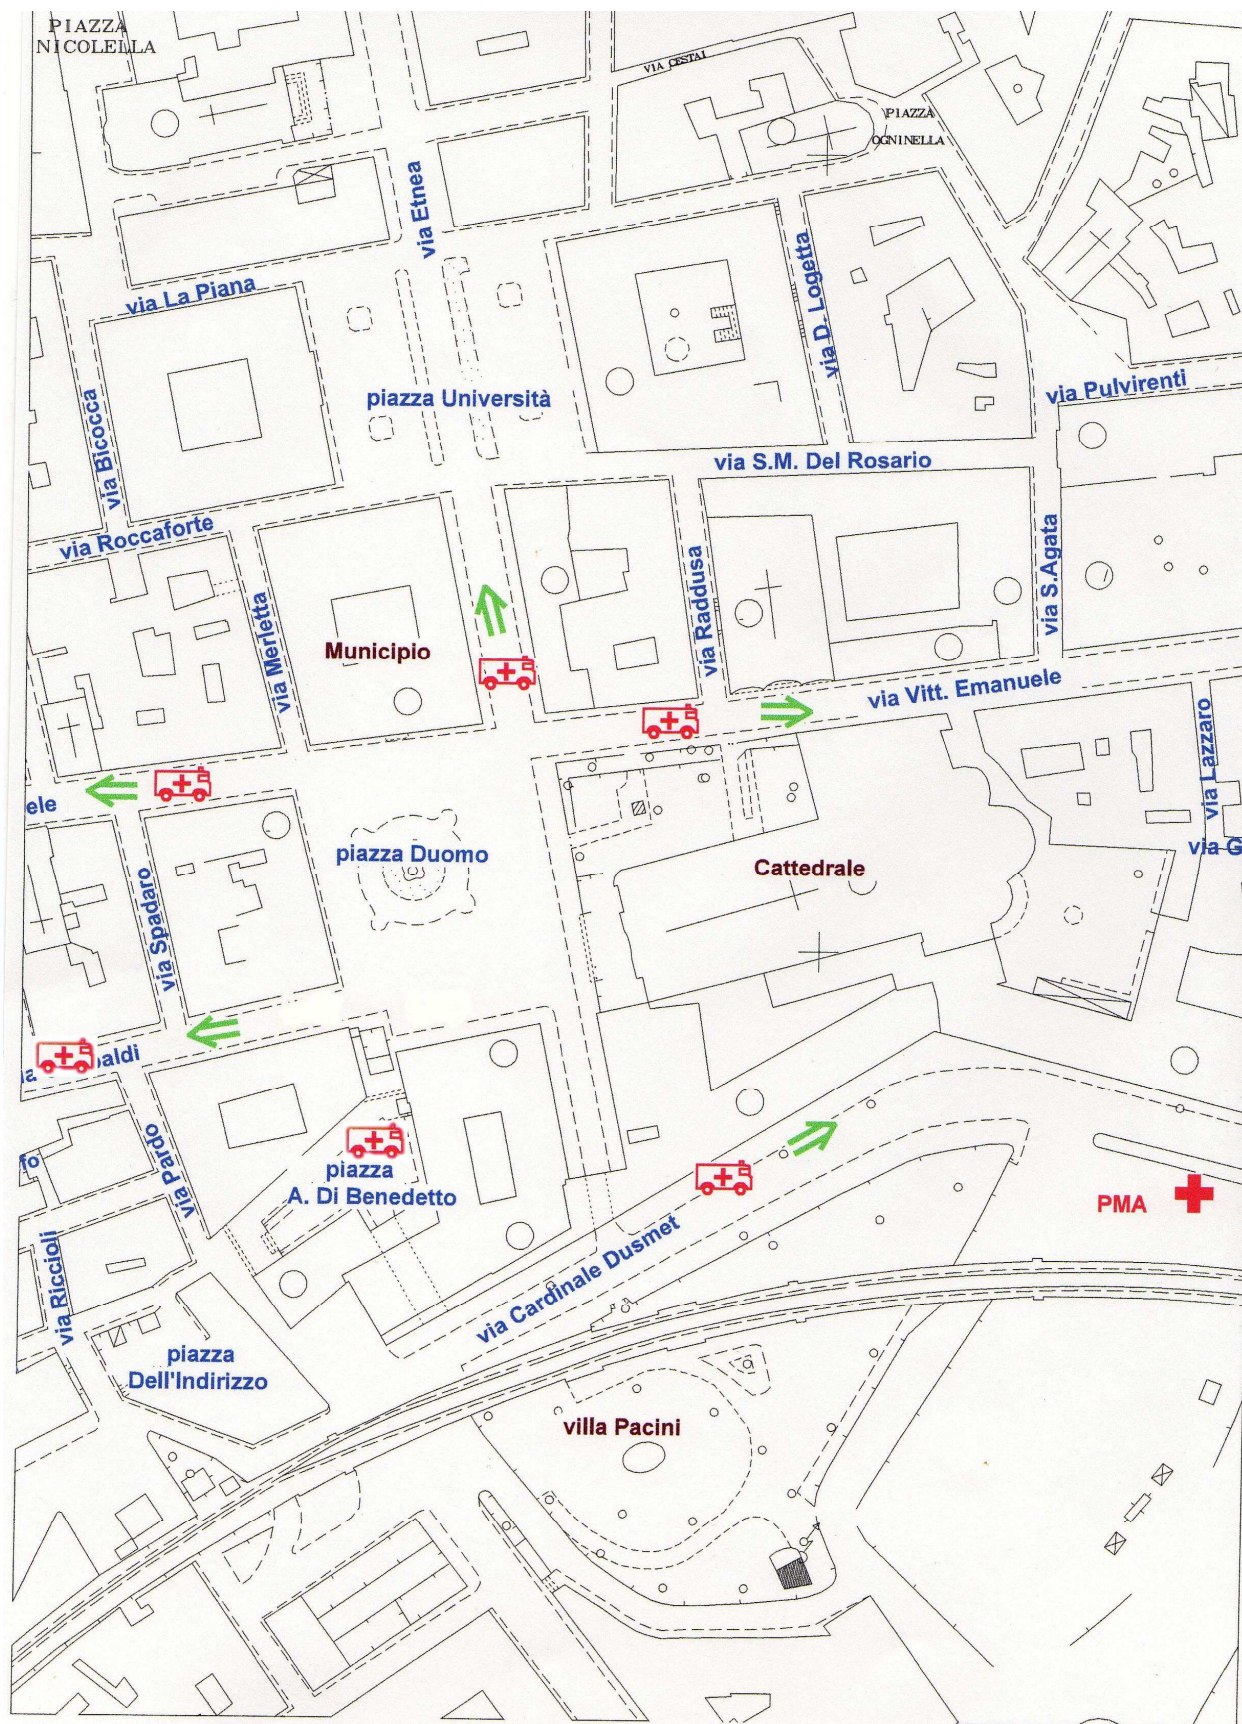 PIAZZA
NICOLELLA
VIA CESTAI
PIAZZA
OGNINELLA
via Etnea
via La Piana
via D. Logetta
via Pulvirenti
piazza Università
via Bicocca
via S.M. Del Rosario
via Roccaforte
via Raddusa
via S.Agata
via Merletta
Municipio
via Vitt. Emanuele
via Lazzaro
ele
piazza Duomo
Cattedrale
via G
via Spadaro
baldi
fo
via Pardo
piazza
A. Di Benedetto
PMA
via Riccioli
via Cardinale Dusmet
piazza
Dell'Indirizzo
villa Pacini